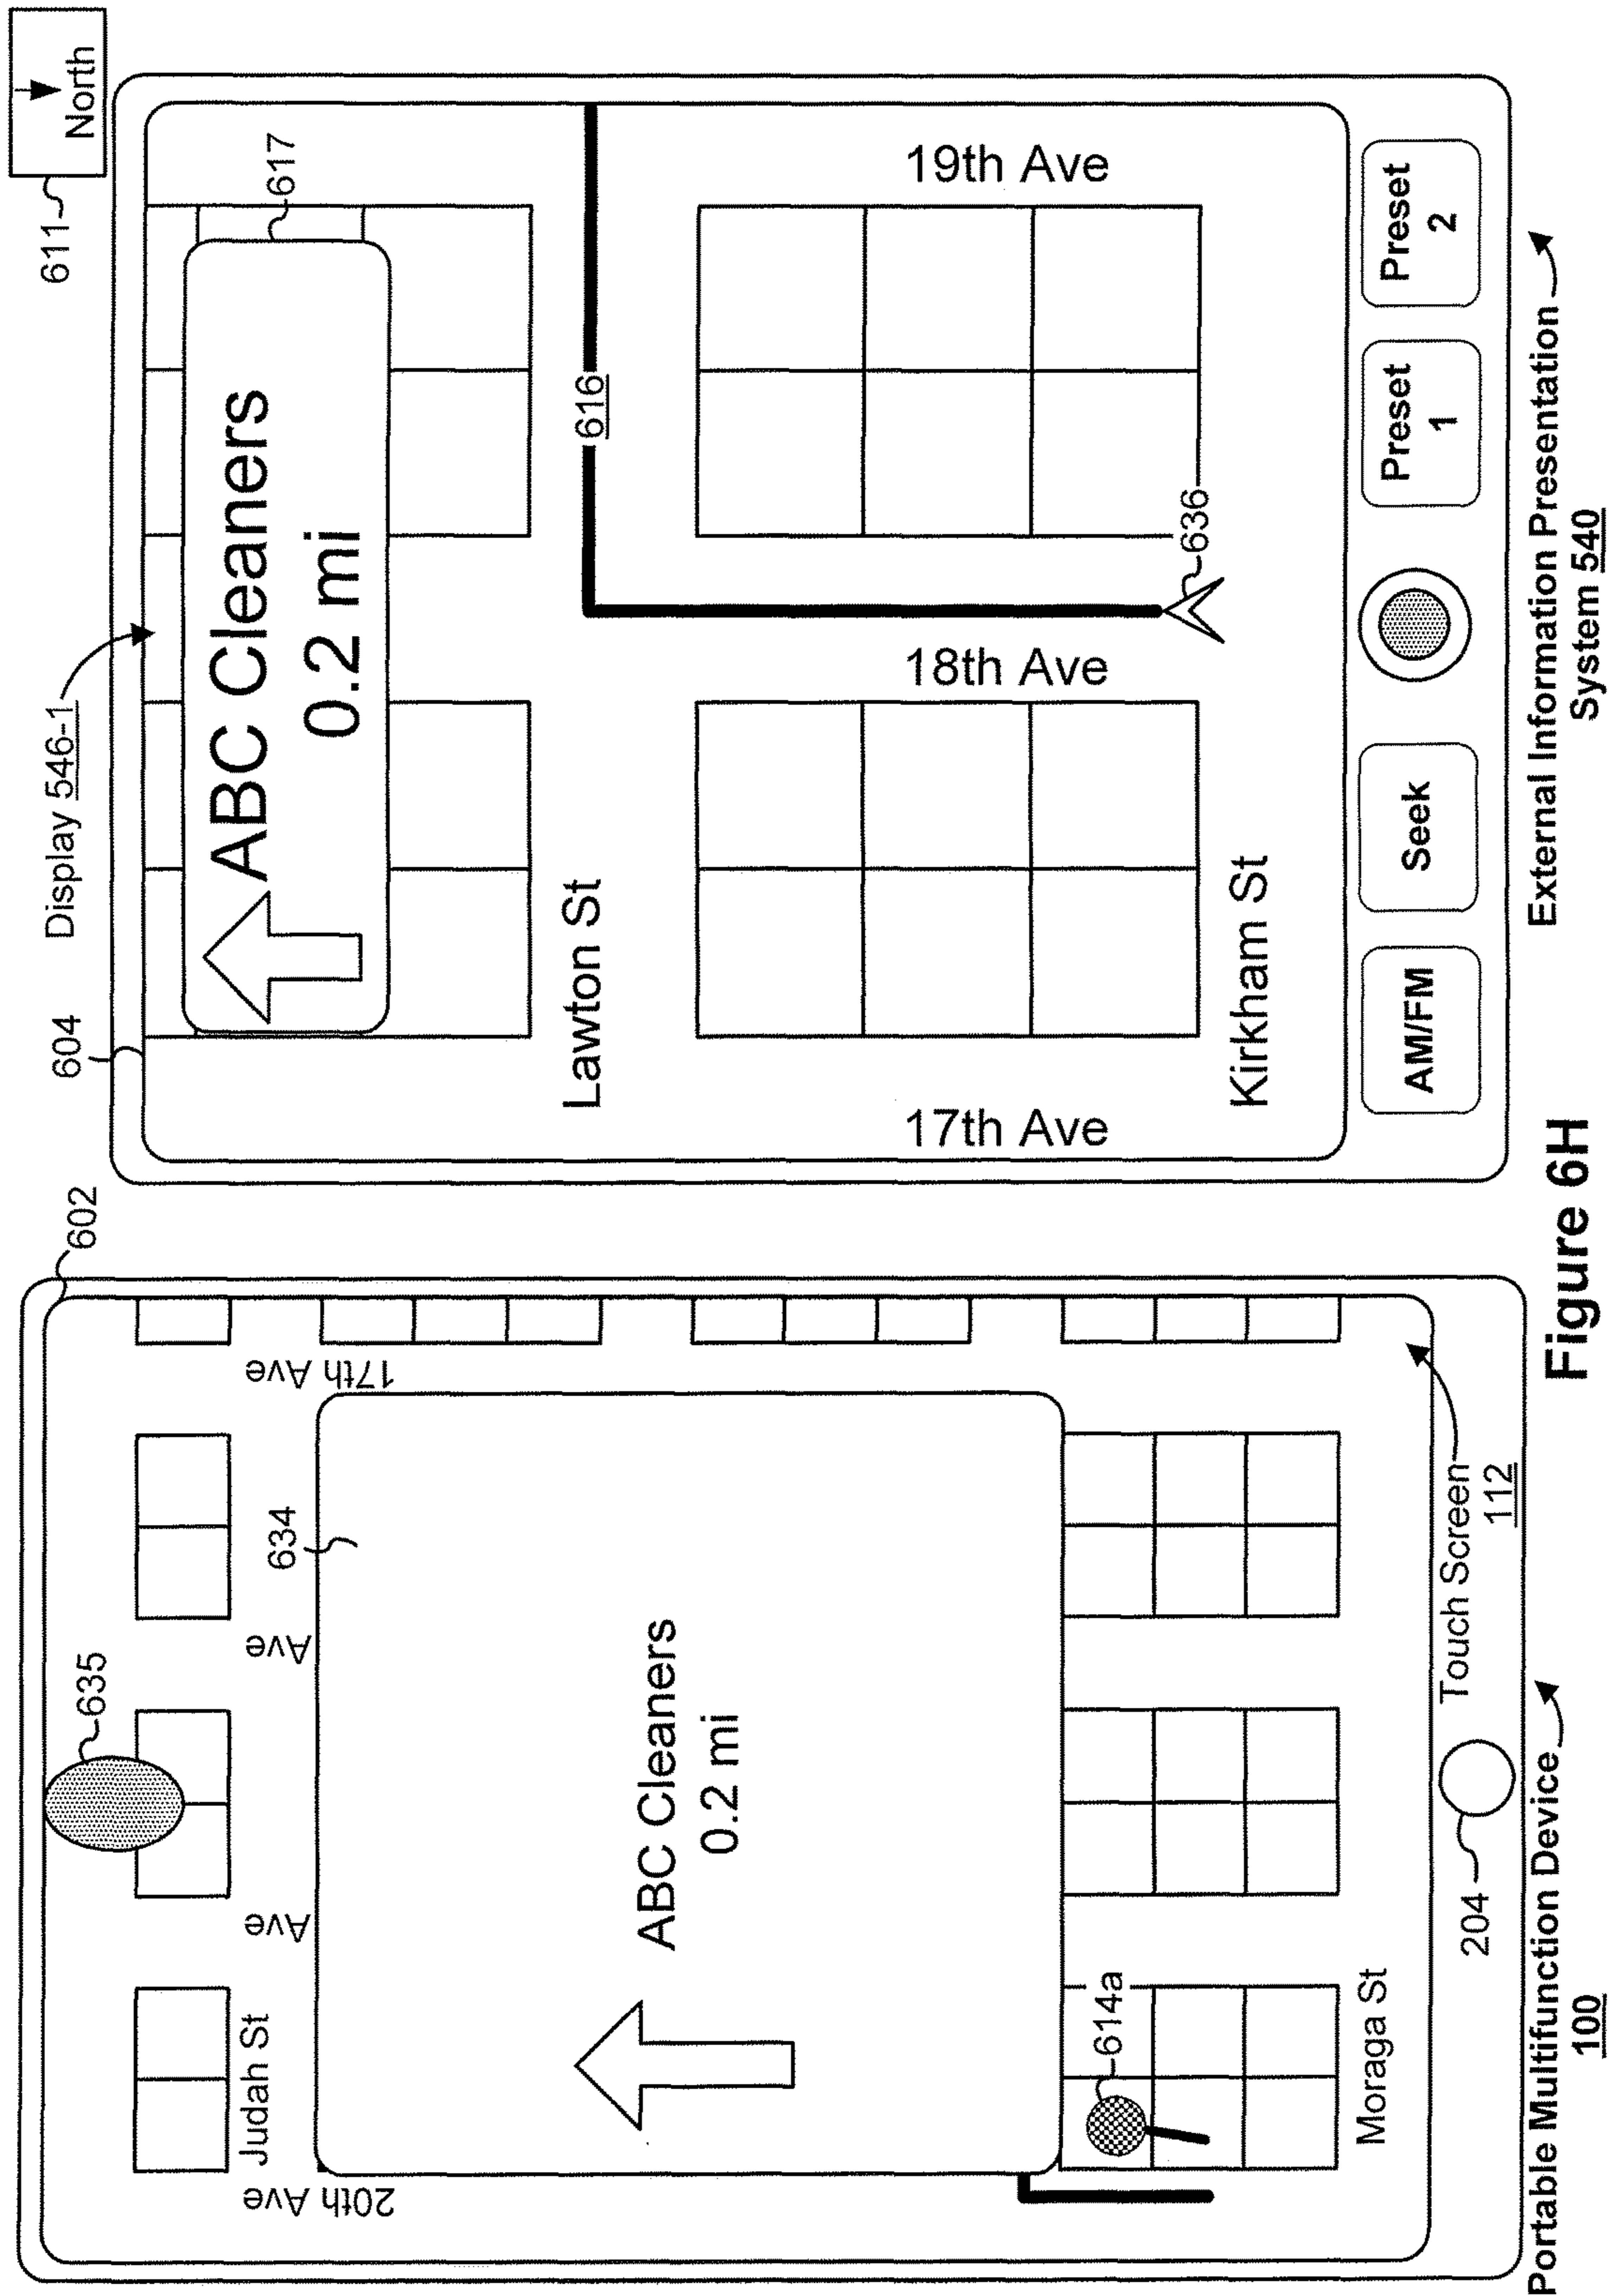 602
17th Ave
Ave
Ave
20th Ave
Judah St
635
634
ABC Cleaners
0.2 mi
614a
Moraga St
204
Touch Screen
112
Portable Multifunction Device
100
611
North
604
Display 546-1
617
ABC Cleaners
0.2 mi
Lawton St
616
17th Ave
18th Ave
19th Ave
636
Kirkham St
AM/FM
Seek
Preset
1
Preset
2
External Information Presentation
System 540
Figure 6H